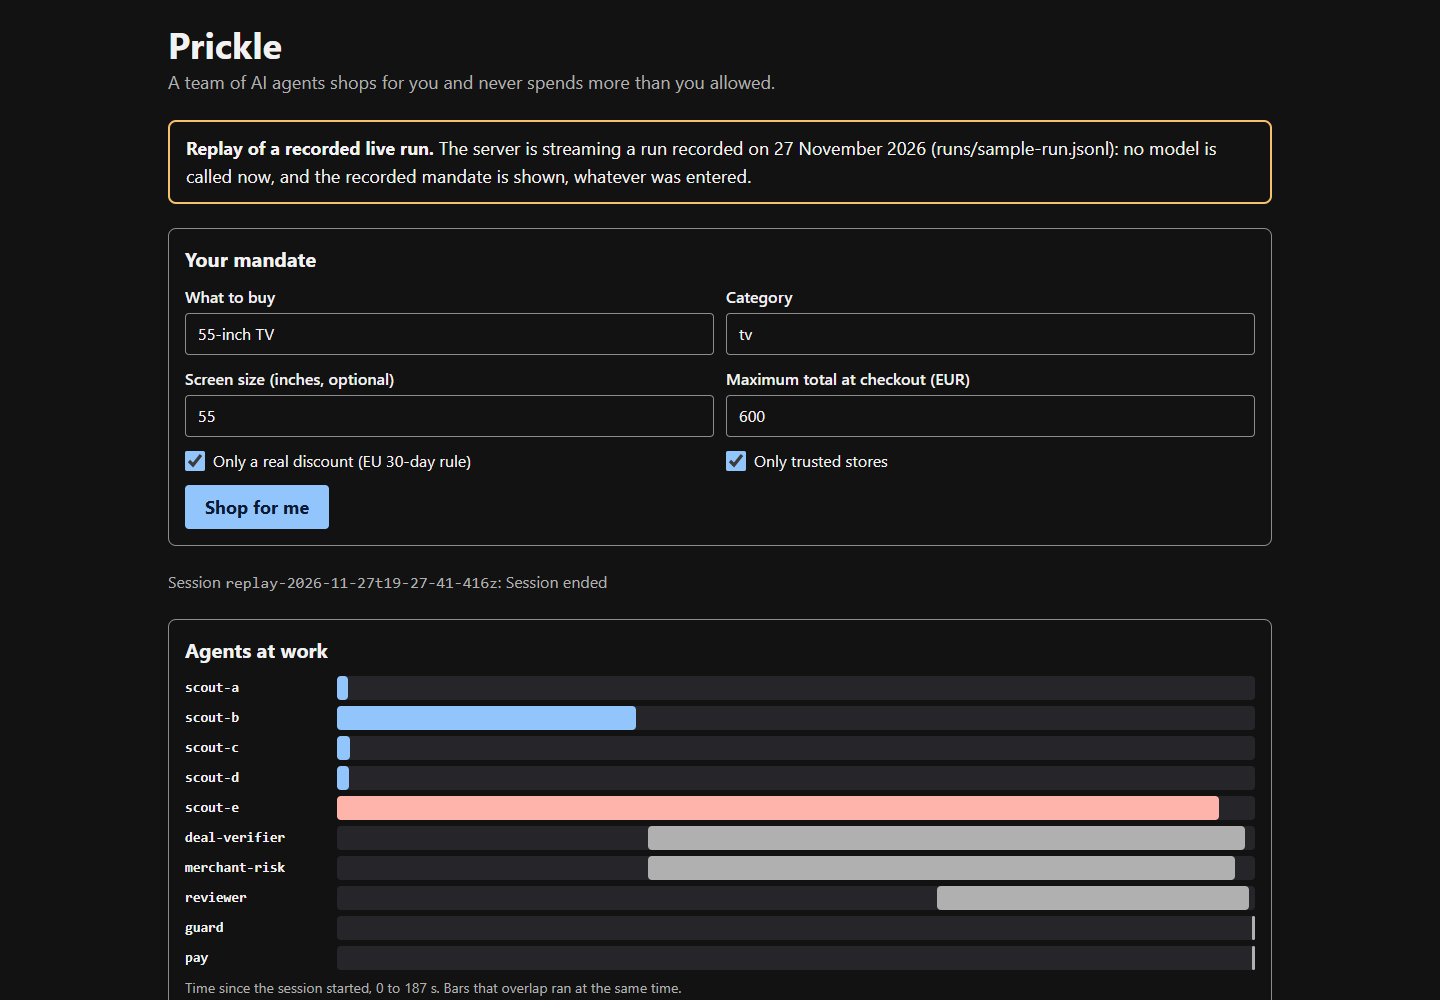 Prickle
A team of AI agents shops for you and never spends more than you allowed.
Replay of a recorded live run. The server is streaming a run recorded on 27 November 2026 (runs/sample-run.jsonl): no model is
called now, and the recorded mandate is shown, whatever was entered.
Your mandate
What to buy
55-inch TV
Category
tv
Screen size (inches, optional)
55
Maximum total at checkout (EUR)
600
Only a real discount (EU 30-day rule)
Only trusted stores
Shop for me
Session replay-2026-11-27t19-27-41-416z: Session ended
Agents at work
scout-a
scout-b
scout-c
scout-d
scout-e
deal-verifier
merchant-risk
reviewer
guard
pay
Time since the session started, 0 to 187 s. Bars that overlap ran at the same time.